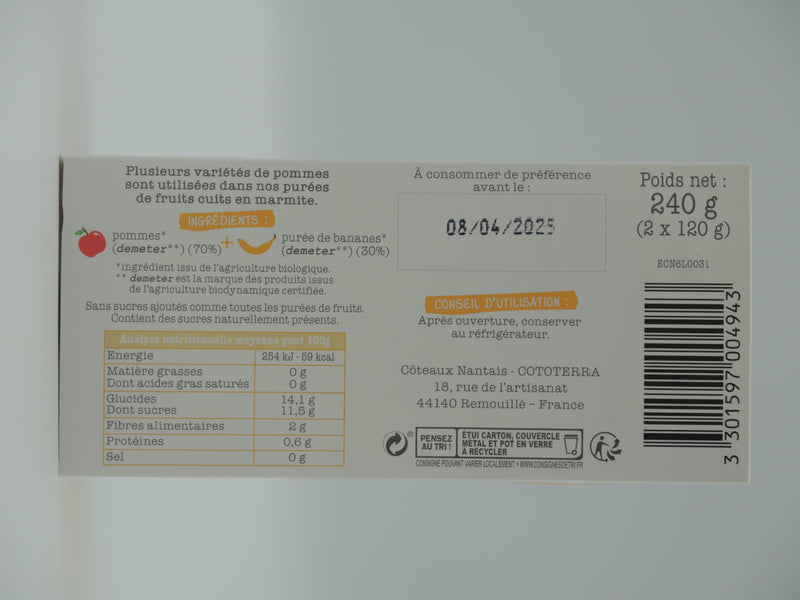 Plusieurs variétés de pommes
sont utilisées dans nos purées
de fruits cuits en marmite.
INGRÉDIENTS :
pommes*
(demeter**) (70%)
+
purée de bananes*
(demeter**) (30%)
*ingrédient issu de l'agriculture biologique.
** demeter est la marque des produits issus
de l'agriculture biodynamique certifiée.
Sans sucres ajoutés comme toutes les purées de fruits.
Contient des sucres naturellement présents.
Analyse nutritionnelle moyenne pour 100g
Energie 254 kJ - 59 kcal
Matière grasses 0 g
Dont acides gras saturés 0 g
Glucides 14,1 g
Dont sucres 11,5 g
Fibres alimentaires 2 g
Protéines 0,6 g
Sel 0 g
À consommer de préférence
avant le :
08/04/2025
CONSEIL D'UTILISATION :
Après ouverture, conserver
au réfrigérateur.
Côteaux Nantais - COTOTERRA
18, rue de l'artisanat
44140 Remouillé - France
PENSEZ
AU TRI !
ÉTUI CARTON, COUVERCLE
MÉTAL ET POT EN VERRE
À RECYCLER
CONSIGNE POUVANT VARIER LOCALEMENT > WWW.CONSIGNESDETRI.FR
Poids net :
240 g
(2 x 120 g)
ECN6L0031
3 301597 004943